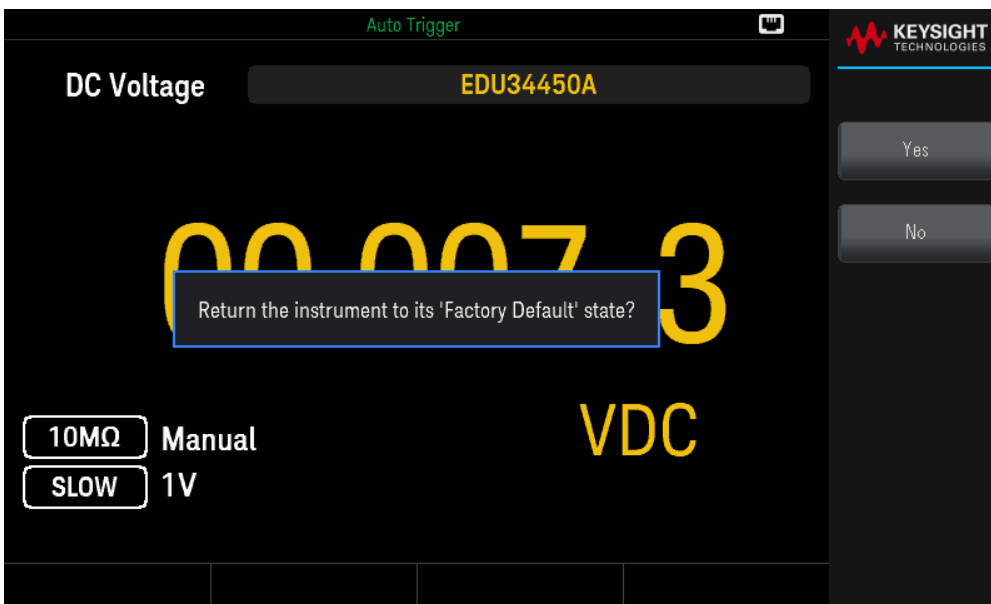 Auto Trigger
KEYSIGHT
TECHNOLOGIES
DC Voltage
EDU34450A
Yes
No
Return the instrument to its 'Factory Default' state?
VDC
10MΩ Manual
SLOW 1V